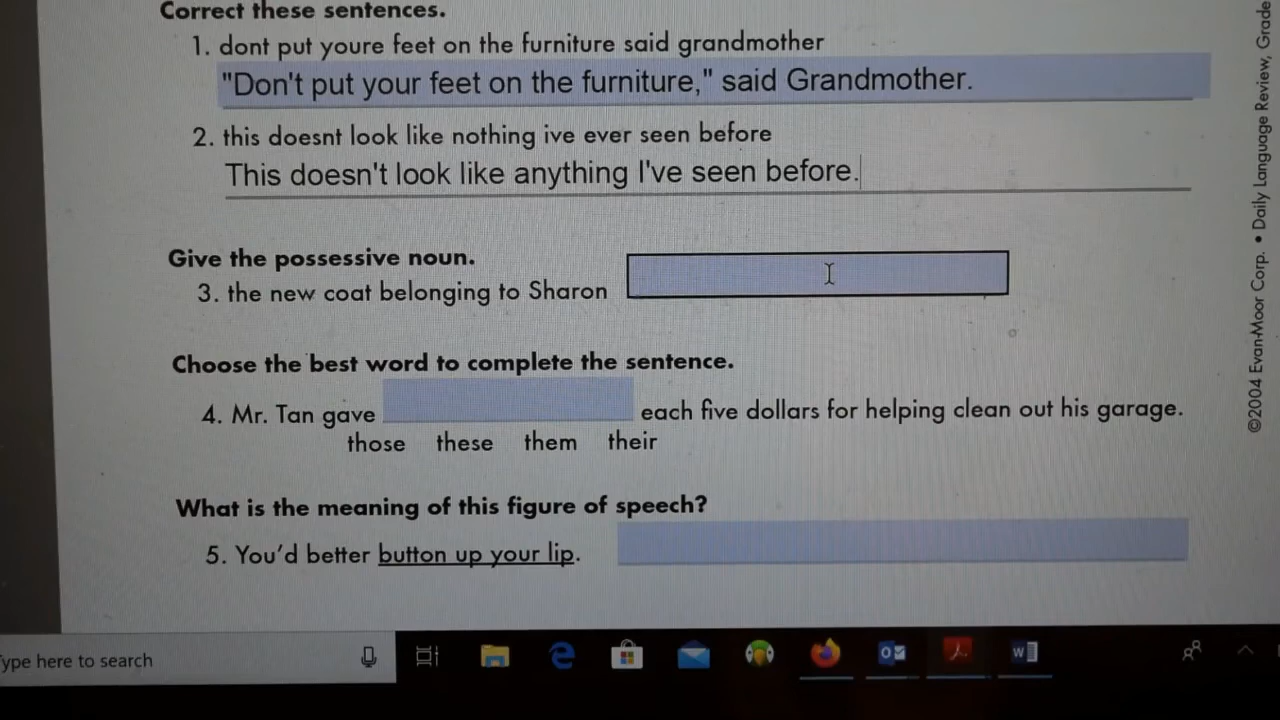 Correct these sentences.
1. dont put youre feet on the furniture said grandmother
"Don't put your feet on the furniture," said Grandmother.
2. this doesnt look like nothing ive ever seen before
This doesn't look like anything I've seen before.
Give the possessive noun.
3. the new coat belonging to Sharon
Choose the best word to complete the sentence.
4. Mr. Tan gave each five dollars for helping clean out his garage.
those these them their
What is the meaning of this figure of speech?
5. You'd better button up your lip.
©2004 Evan-Moor Corp. • Daily Language Review, Grade
ype here to search